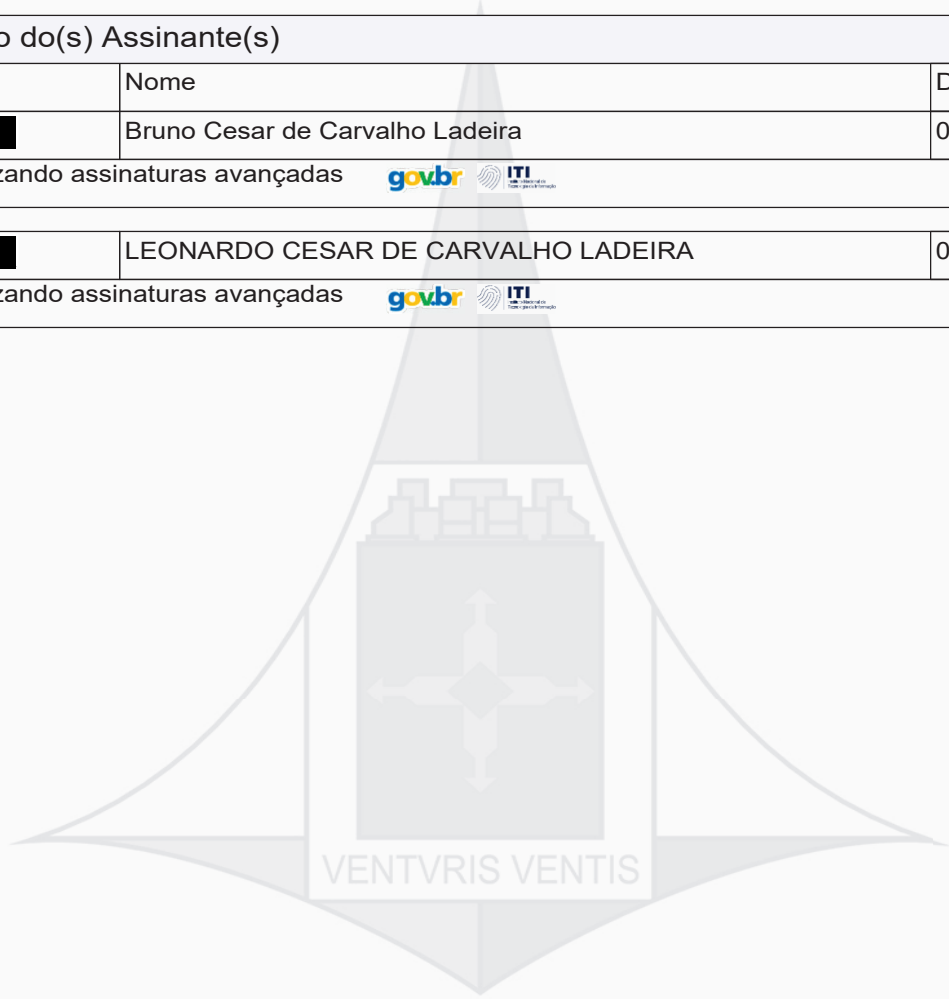 o do(s) Assinante(s)
Nome D
Bruno Cesar de Carvalho Ladeira 0
zando assinaturas avançadas gov.br ITI
LEONARDO CESAR DE CARVALHO LADEIRA 0
zando assinaturas avançadas gov.br ITI
VENTVRIS VENTIS